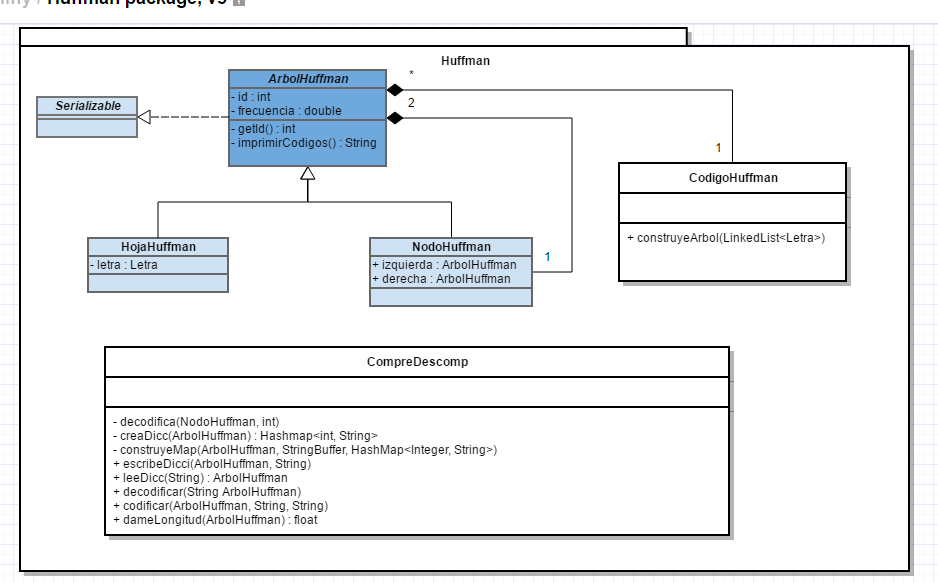 Huffman package, v3
Huffman
ArbolHuffman
- id : int
- frecuencia : double
- getId() : int
- imprimirCodigos() : String
*
2
Serializable
1
CodigoHuffman
+ construyeArbol(LinkedList<Letra>)
HojaHuffman
- letra : Letra
NodoHuffman
+ izquierda : ArbolHuffman
+ derecha : ArbolHuffman
1
CompreDescomp
- decodifica(NodoHuffman, int)
- creaDicc(ArbolHuffman) : Hashmap<int, String>
- construyeMap(ArbolHuffman, StringBuffer, HashMap<Integer, String>)
+ escribeDicci(ArbolHuffman, String)
+ leeDicc(String) : ArbolHuffman
+ decodificar(String ArbolHuffman)
+ codificar(ArbolHuffman, String, String)
+ dameLongitud(ArbolHuffman) : float